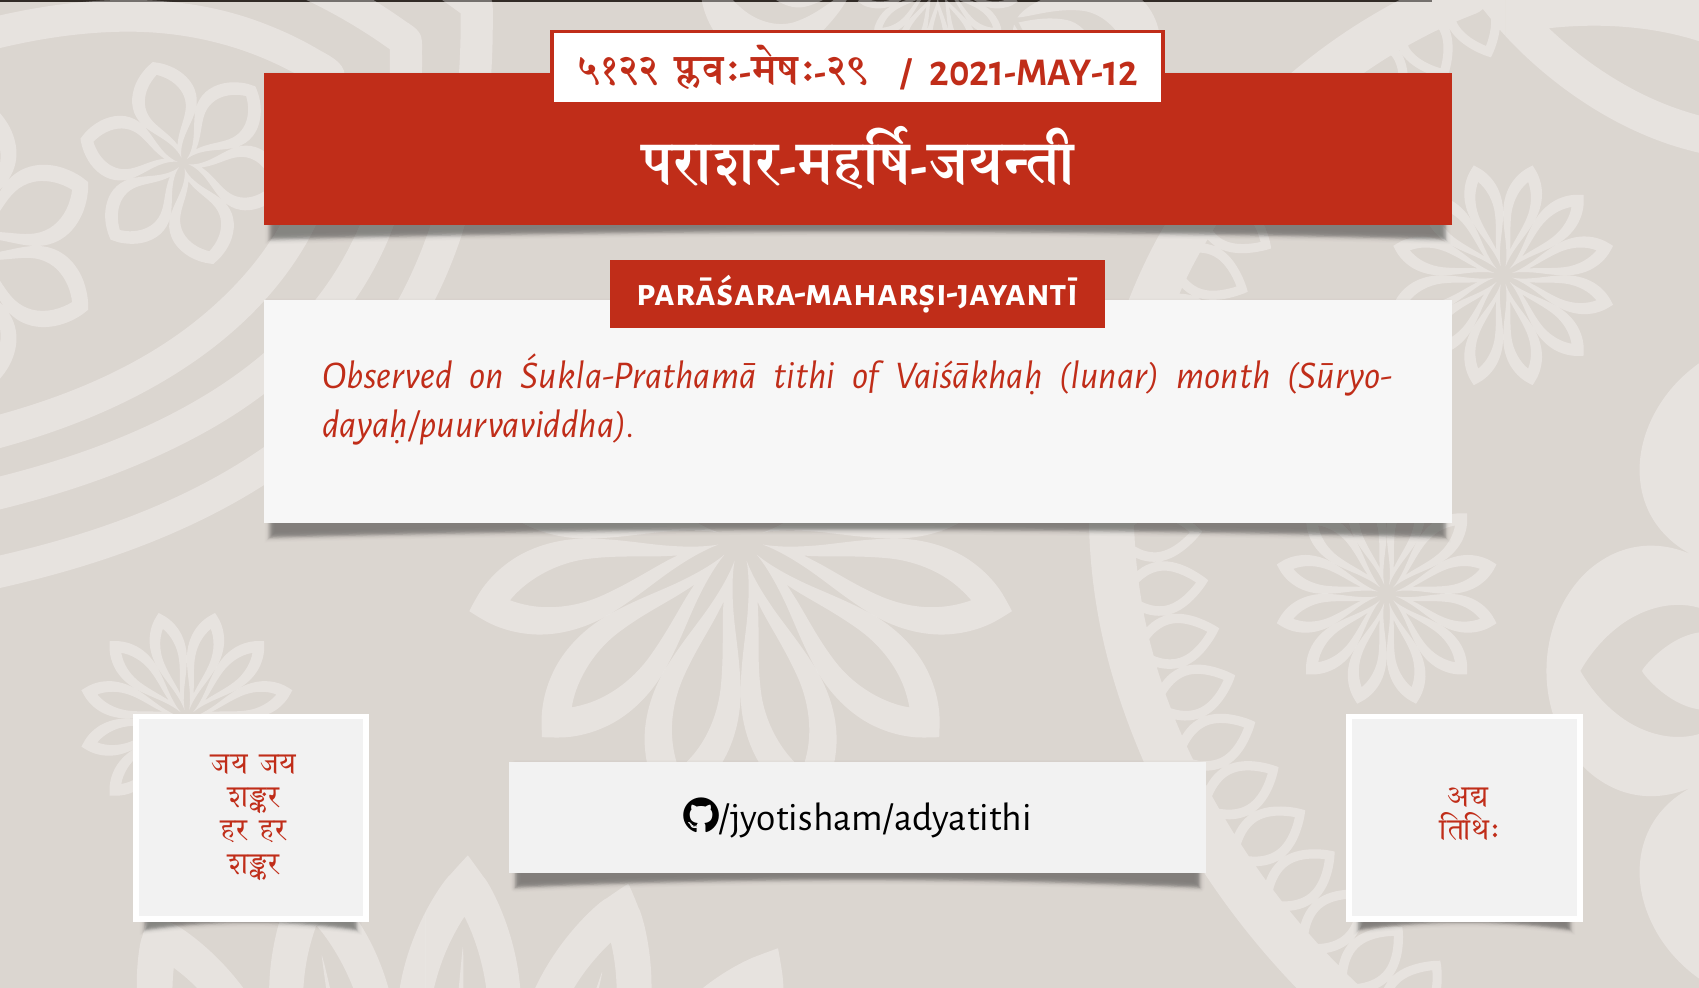 ५१२२ प्लवः-मेषः-२९ / 2021-MAY-12
पराशर-महर्षि-जयन्ती
PARĀŚARA-MAHARṢI-JAYANTĪ
Observed on Śukla-Prathamā tithi of Vaiśākhaḥ (lunar) month (Sūryo-
dayaḥ/puurvaviddha).
जय जय
शङ्कर
हर हर
शङ्कर
/jyotisham/adyatithi
अद्य
तिथिः